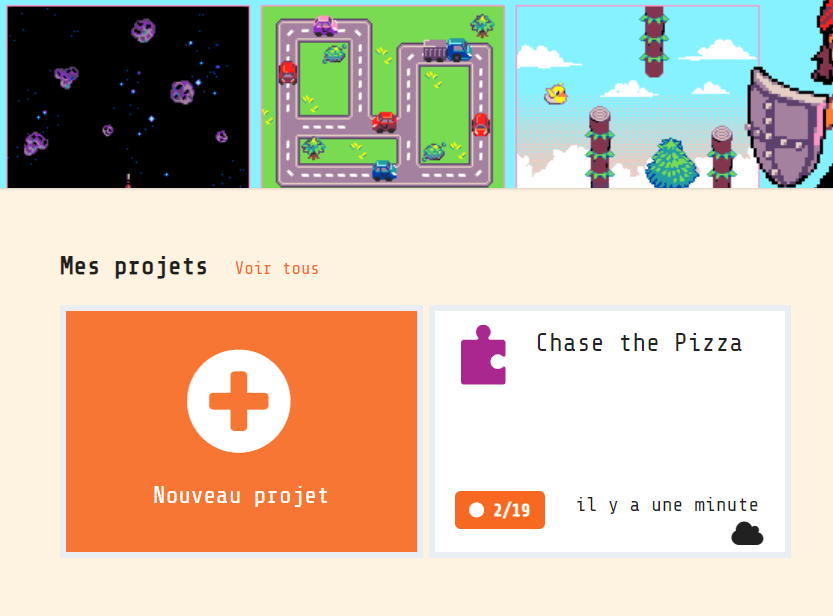 Mes projets Voir tous
Nouveau projet
Chase the Pizza
2/19
il y a une minute